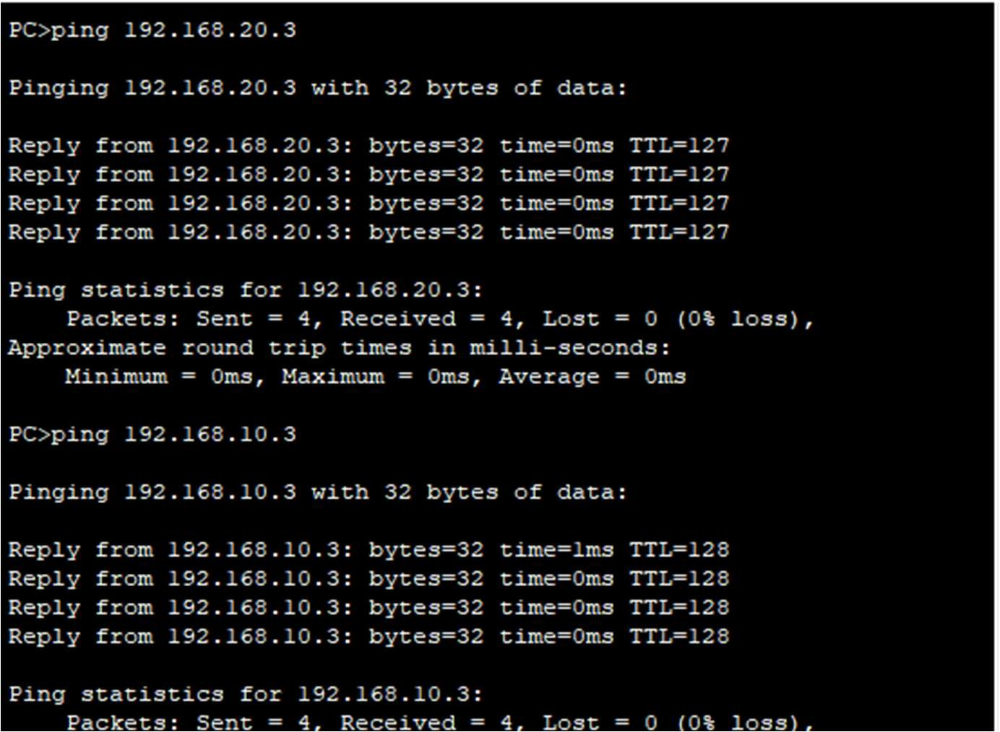 PC>ping 192.168.20.3
Pinging 192.168.20.3 with 32 bytes of data:
Reply from 192.168.20.3: bytes=32 time=0ms TTL=127
Reply from 192.168.20.3: bytes=32 time=0ms TTL=127
Reply from 192.168.20.3: bytes=32 time=0ms TTL=127
Reply from 192.168.20.3: bytes=32 time=0ms TTL=127
Ping statistics for 192.168.20.3:
Packets: Sent = 4, Received = 4, Lost = 0 (0% loss),
Approximate round trip times in milli-seconds:
Minimum = 0ms, Maximum = 0ms, Average = 0ms
PC>ping 192.168.10.3
Pinging 192.168.10.3 with 32 bytes of data:
Reply from 192.168.10.3: bytes=32 time=1ms TTL=128
Reply from 192.168.10.3: bytes=32 time=0ms TTL=128
Reply from 192.168.10.3: bytes=32 time=0ms TTL=128
Reply from 192.168.10.3: bytes=32 time=0ms TTL=128
Ping statistics for 192.168.10.3:
Packets: Sent = 4, Received = 4, Lost = 0 (0% loss),